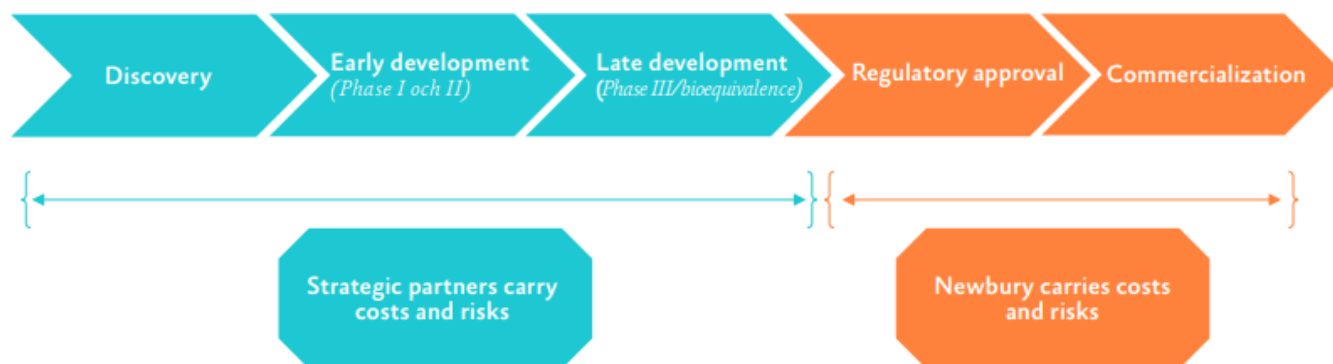 Discovery
Early development
(Phase I och II)
Late development
(Phase III/bioequivalence)
Regulatory approval
Commercialization
Strategic partners carry
costs and risks
Newbury carries costs
and risks